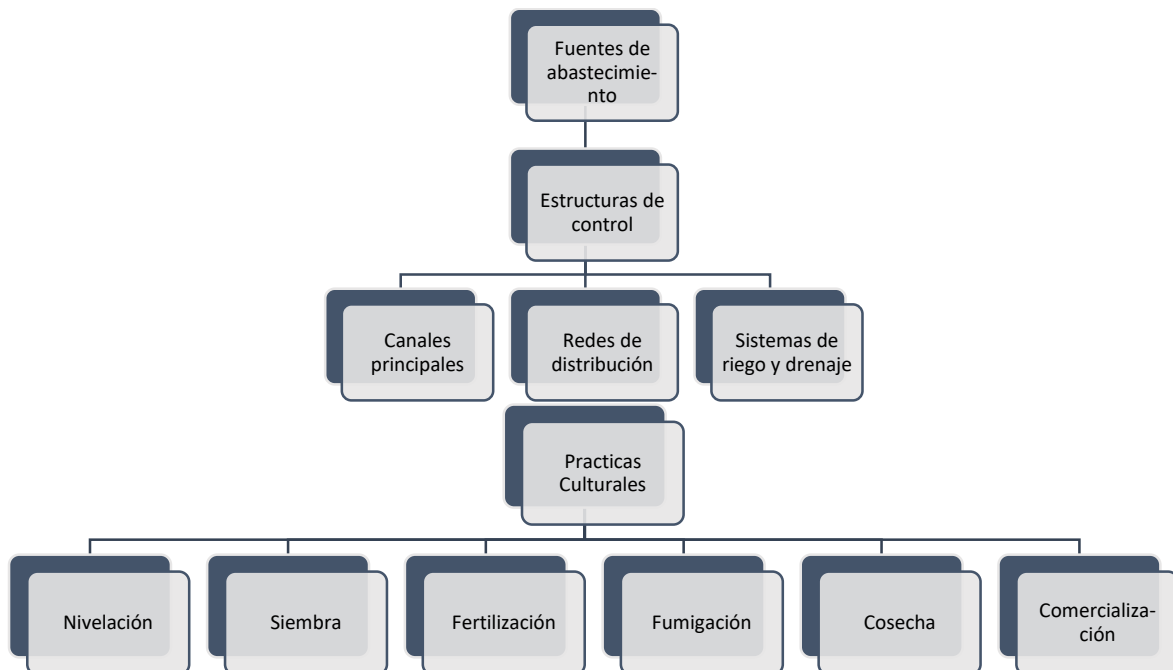 Fuentes de
abastecimie-
nto
Estructuras de
control
Canales
principales
Redes de
distribución
Sistemas de
riego y drenaje
Practicas
Culturales
Nivelación
Siembra
Fertilización
Fumigación
Cosecha
Comercializa-
ción